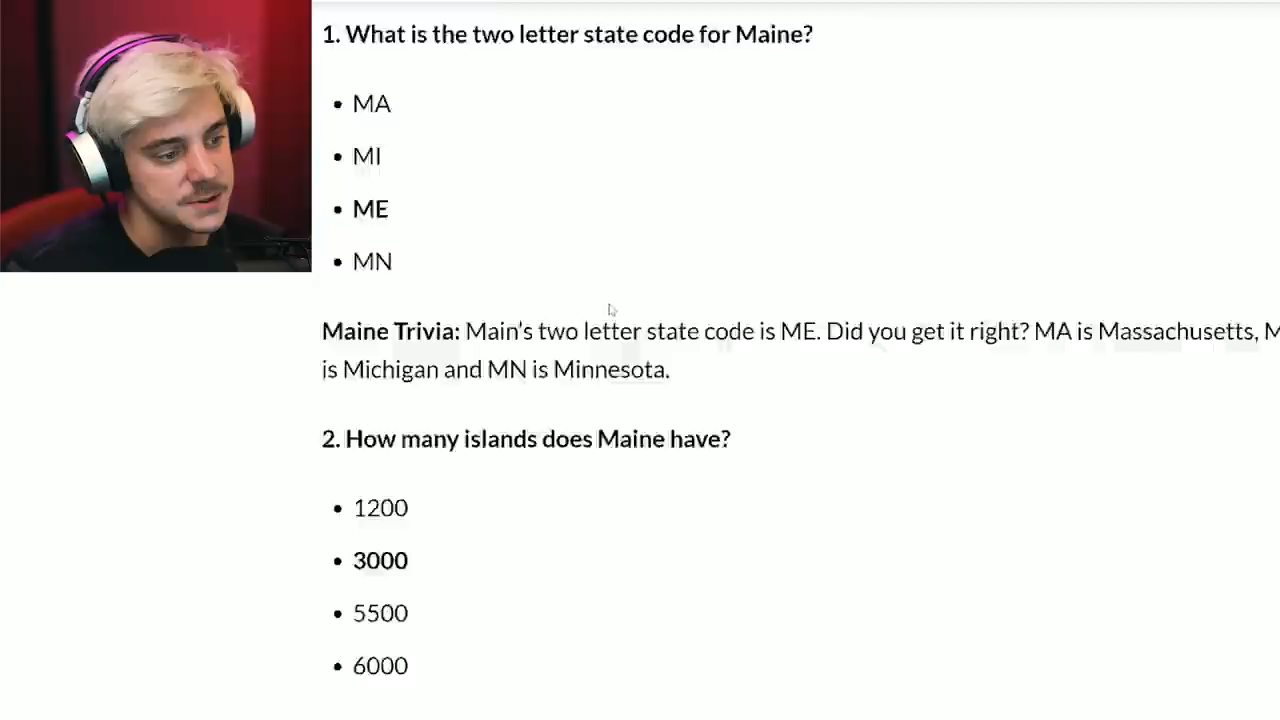 1. What is the two letter state code for Maine?
• MA
• MI
• ME
• MN
Maine Trivia: Main's two letter state code is ME. Did you get it right? MA is Massachusetts, M
is Michigan and MN is Minnesota.
2. How many islands does Maine have?
• 1200
• 3000
• 5500
• 6000